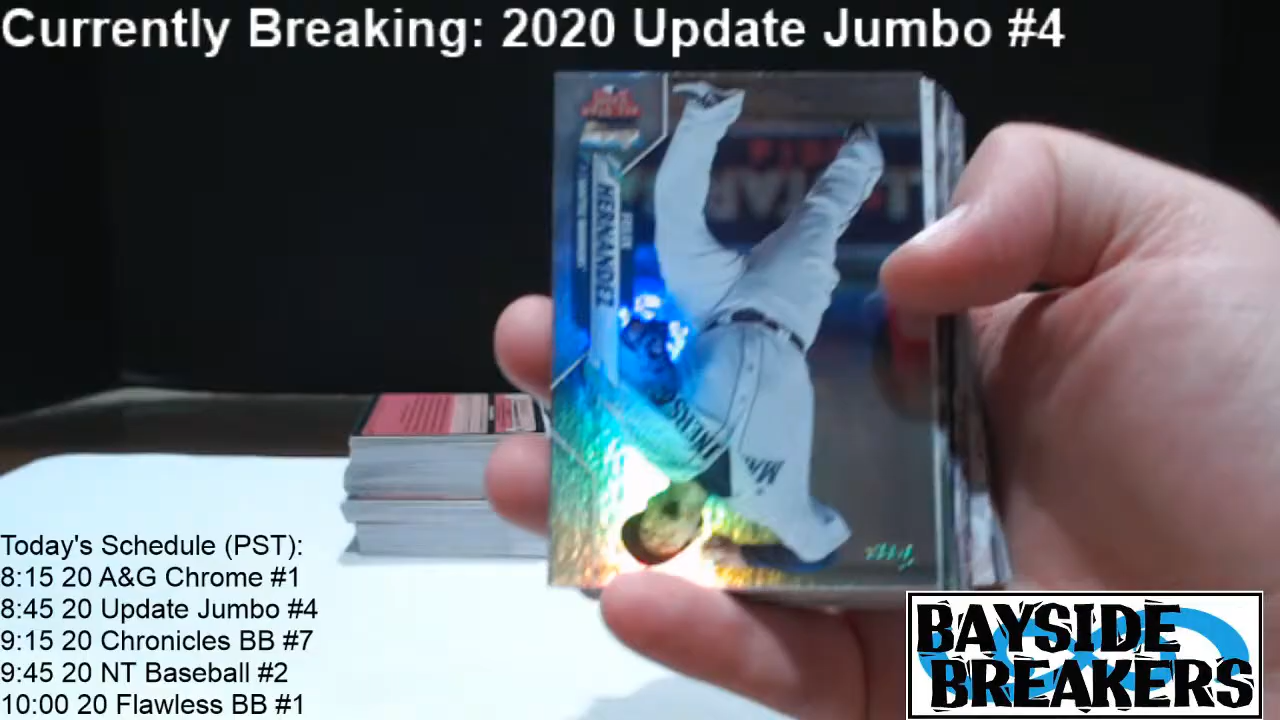 Currently Breaking: 2020 Update Jumbo #4
FELIX
HERNANDEZ
Today's Schedule (PST):
8:15 20 A&G Chrome #1
8:45 20 Update Jumbo #4
9:15 20 Chronicles BB #7
9:45 20 NT Baseball #2
10:00 20 Flawless BB #1
BAYSIDE
BREAKERS